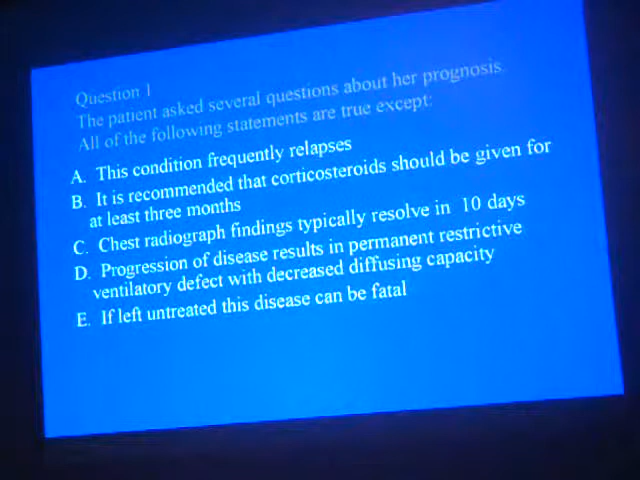 Question 1
The patient asked several questions about her prognosis.
All of the following statements are true except:
A. This condition frequently relapses
B. It is recommended that corticosteroids should be given for
at least three months
C. Chest radiograph findings typically resolve in 10 days
D. Progression of disease results in permanent restrictive
ventilatory defect with decreased diffusing capacity
E. If left untreated this disease can be fatal